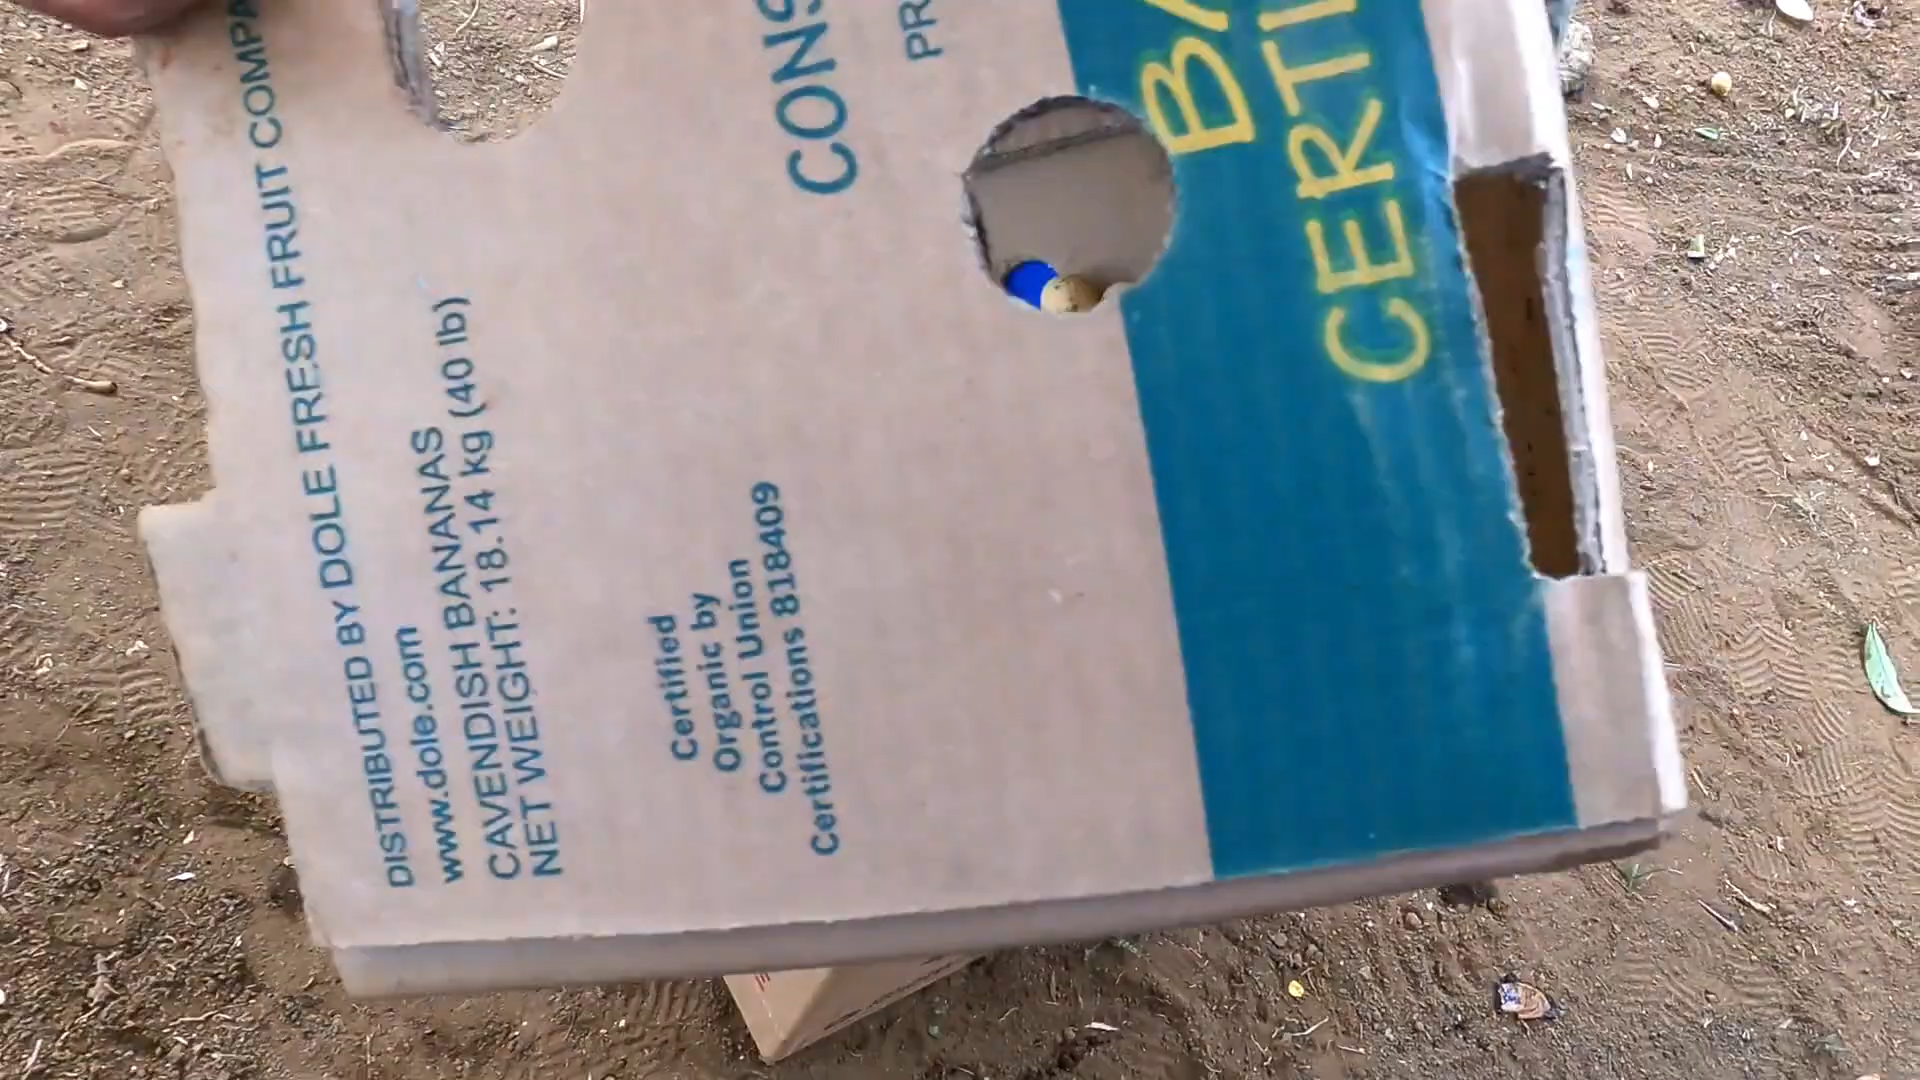 DISTRIBUTED BY DOLE FRESH FRUIT COMPA
www.dole.com
CAVENDISH BANANAS
NET WEIGHT: 18.14 kg (40 lb)
Certified
Organic by
Control Union
Certifications 818409
CONS
PR
BA
CERTI